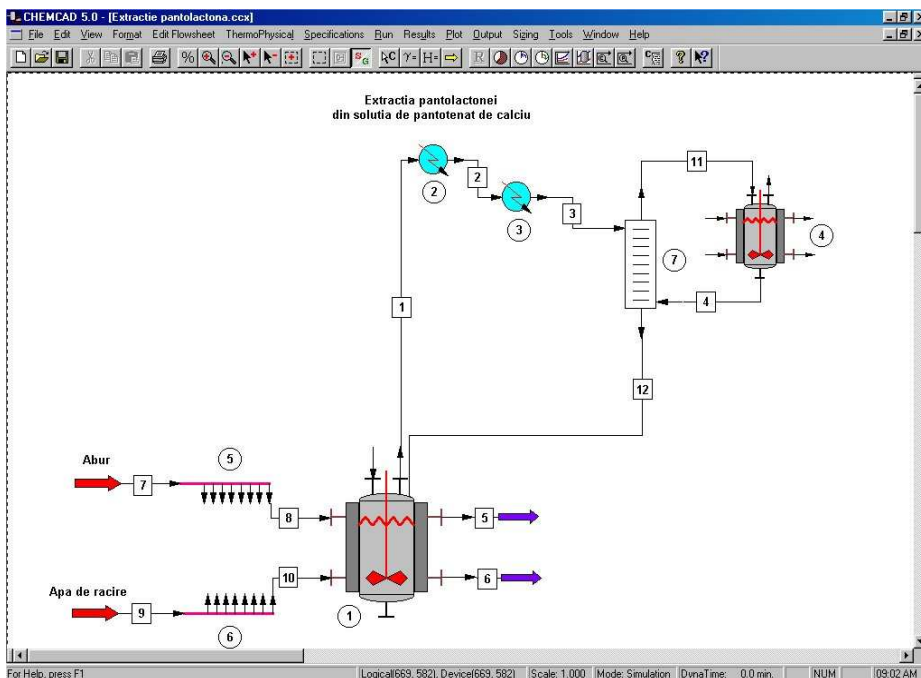 CHEMCAD 5.0 - [Extractie pantolactona.ccx]
File Edit View Format Edit Flowsheet ThermoPhysical Specifications Run Results Plot Output Sizing Tools Window Help
Extractia pantolactonei
din solutia de pantotenat de calciu
11
2
2
3
3
4
7
4
1
12
Abur
5
7
8
5
10
6
Apa de racire
9
1
6
For Help, press F1
Logical(669, 582), Device(669, 582)
Scale: 1.000
Mode: Simulation
DynaTime: 0.0 min.
NUM
09:02 AM